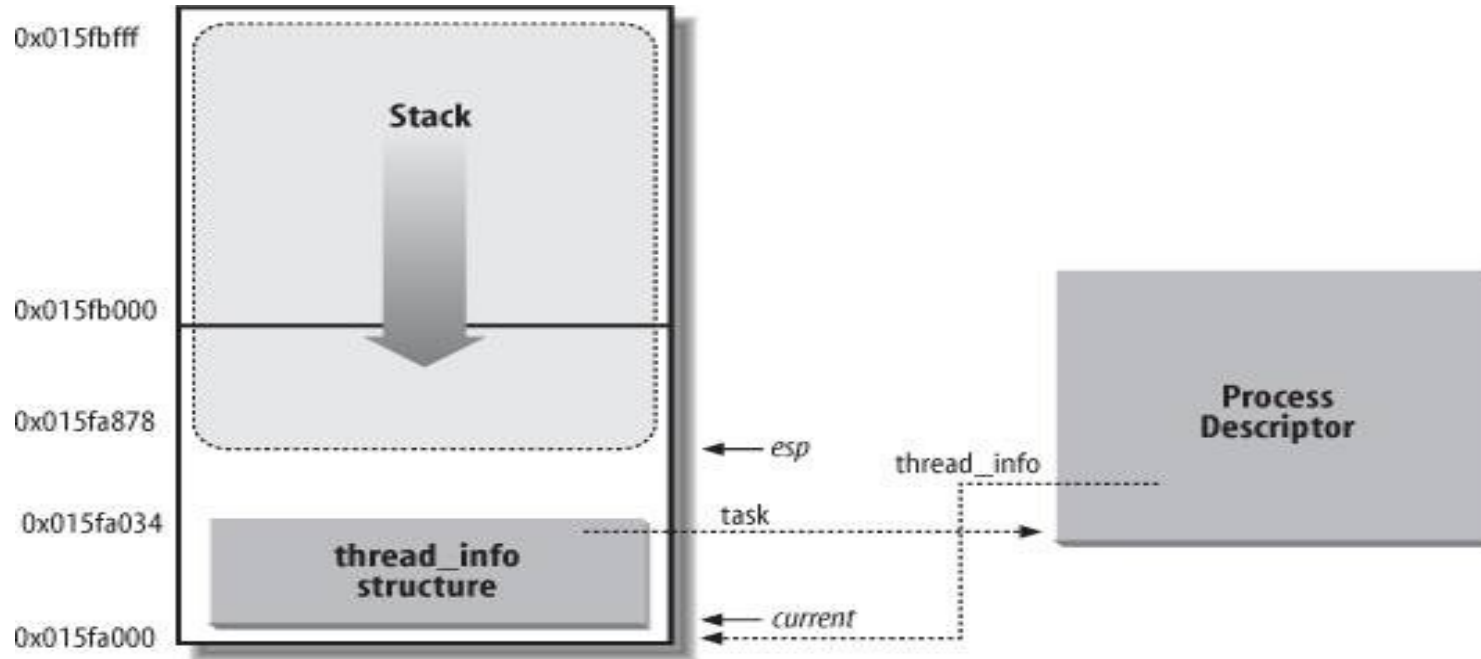 0x015fbfff
Stack
0x015fb000
0x015fa878
esp
Process
Descriptor
thread_info
0x015fa034
task
thread_info
structure
current
0x015fa000